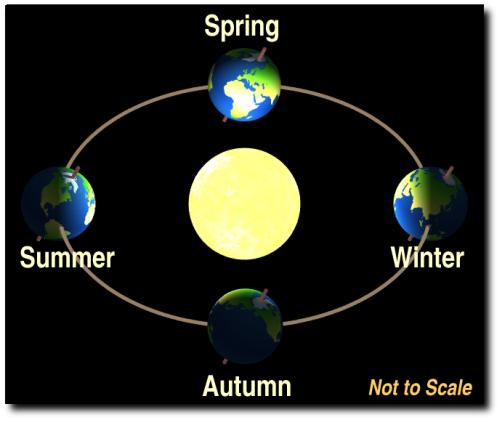 Spring
Summer
Winter
Autumn
Not to Scale